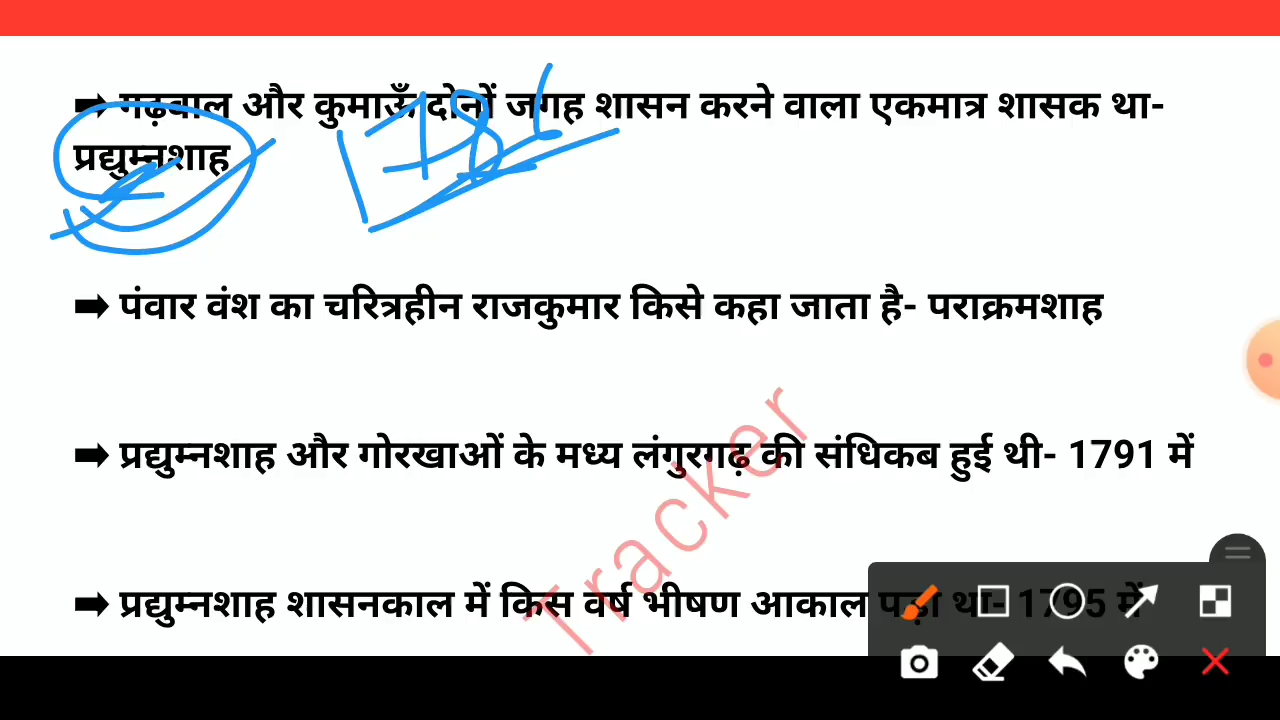 ➡ गढ़वाल और कुमाऊँ दोनों जगह शासन करने वाला एकमात्र शासक था-
प्रद्युम्नशाह
➡ पंवार वंश का चरित्रहीन राजकुमार किसे कहा जाता है- पराक्रमशाह
➡ प्रद्युम्नशाह और गोरखाओं के मध्य लंगुरगढ़ की संधिकब हुई थी- 1791 में
➡ प्रद्युम्नशाह शासनकाल में किस वर्ष भीषण आकाल पड़ा था- 1795 में
Tracker